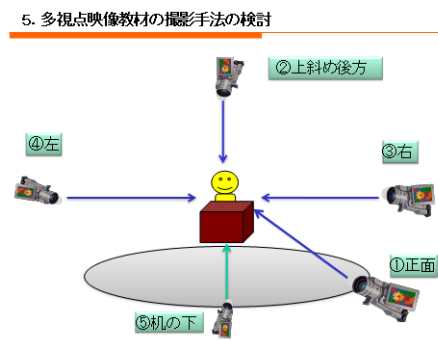 5. 多視点映像教材の撮影手法の検討
②上斜め後方
④左
③右
①正面
⑤机の下